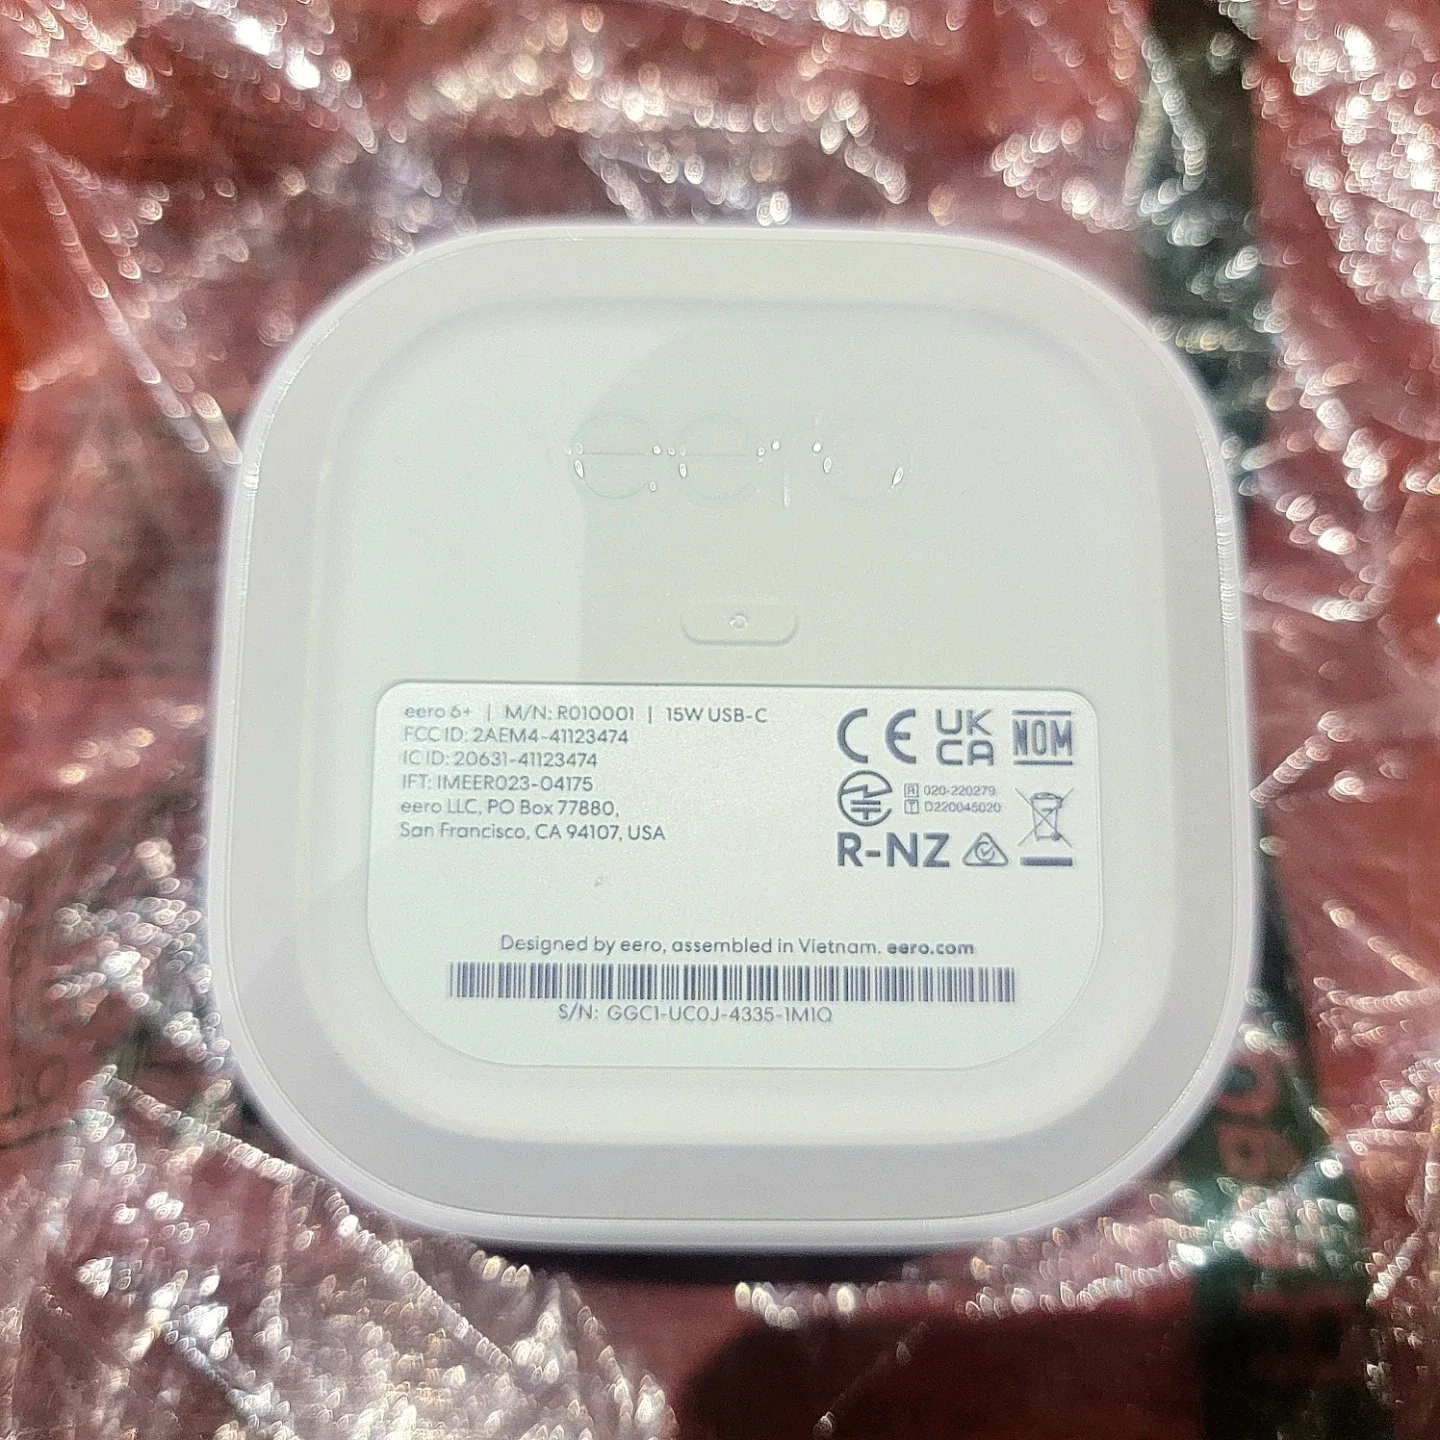 eero
eero 6+ | M/N: R010001 | 15W USB-C
FCC ID: 2AEM4-41123474
IC ID: 20631-41123474
IFT: IMEER023-04175
eero LLC, PO Box 77880,
San Francisco, CA 94107, USA
CE UK CA NOM
R 020-220279
T D220045020
R-NZ
Designed by eero, assembled in Vietnam. eero.com
S/N: GGC1-UC0J-4335-1M1Q